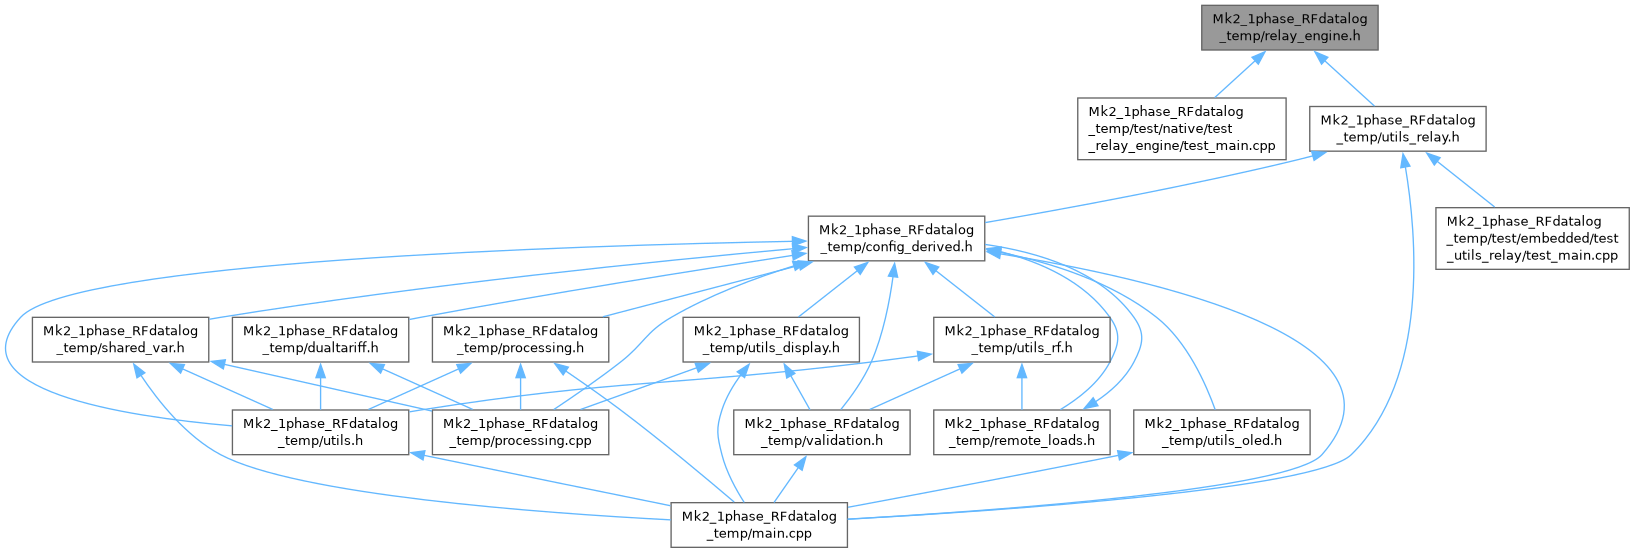 Mk2_1phase_RFdatalog
_temp/relay_engine.h
Mk2_1phase_RFdatalog
_temp/test/native/test
_relay_engine/test_main.cpp
Mk2_1phase_RFdatalog
_temp/utils_relay.h
Mk2_1phase_RFdatalog
_temp/config_derived.h
Mk2_1phase_RFdatalog
_temp/test/embedded/test
_utils_relay/test_main.cpp
Mk2_1phase_RFdatalog
_temp/shared_var.h
Mk2_1phase_RFdatalog
_temp/dualtariff.h
Mk2_1phase_RFdatalog
_temp/processing.h
Mk2_1phase_RFdatalog
_temp/utils_display.h
Mk2_1phase_RFdatalog
_temp/utils_rf.h
Mk2_1phase_RFdatalog
_temp/utils.h
Mk2_1phase_RFdatalog
_temp/processing.cpp
Mk2_1phase_RFdatalog
_temp/validation.h
Mk2_1phase_RFdatalog
_temp/remote_loads.h
Mk2_1phase_RFdatalog
_temp/utils_oled.h
Mk2_1phase_RFdatalog
_temp/main.cpp